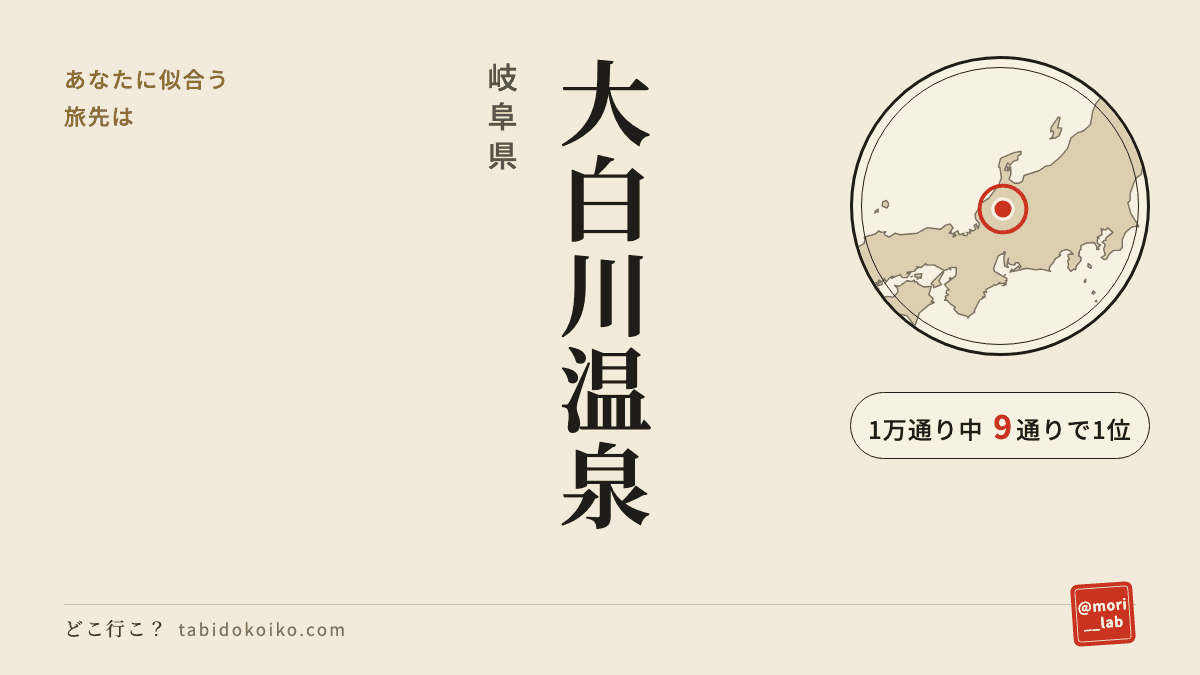 あなたに似合う
旅先は
岐阜県
大白川温泉
1万通り中 9通りで1位
どこ行こ？ tabidokoiko.com
@mori
__lab